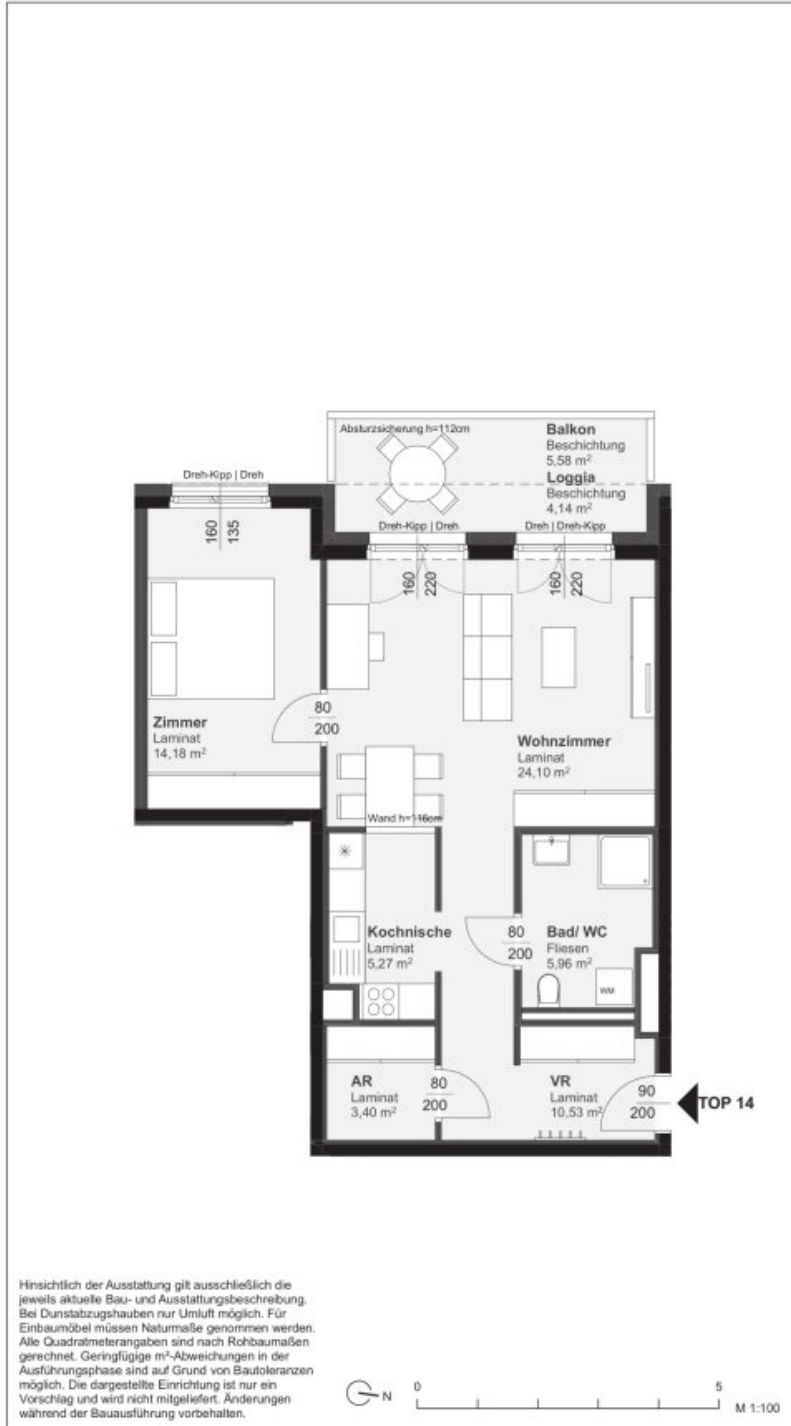 Absturzsicherung h=112cm
Balkon
Beschichtung
5,58 m²
Loggia
Beschichtung
4,14 m²
Dreh-Kipp | Dreh
160
135
Dreh-Kipp | Dreh
160
220
Dreh | Dreh-Kipp
160
220
Zimmer
Laminat
14,18 m²
80
200
Wohnzimmer
Laminat
24,10 m²
Wand h=116cm
Kochnische
Laminat
5,27 m²
80
200
Bad/ WC
Fliesen
5,96 m²
WM
AR
Laminat
3,40 m²
80
200
VR
Laminat
10,53 m²
90
200
TOP 14
Hinsichtlich der Ausstattung gilt ausschließlich die
jeweils aktuelle Bau- und Ausstattungsbeschreibung.
Bei Dunstabzugshauben nur Umluft möglich. Für
Einbaumöbel müssen Naturmaße genommen werden.
Alle Quadratmeterangaben sind nach Rohbaumaßen
gerechnet. Geringfügige m²-Abweichungen in der
Ausführungsphase sind auf Grund von Bautoleranzen
möglich. Die dargestellte Einrichtung ist nur ein
Vorschlag und wird nicht mitgeliefert. Änderungen
während der Bauausführung vorbehalten.
N
0
5
M 1:100